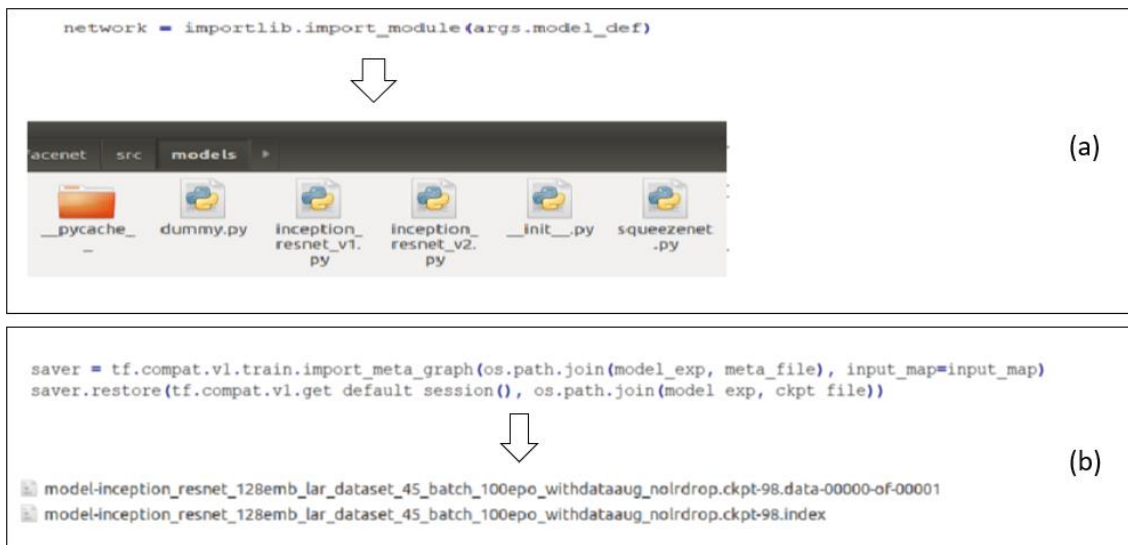 network = importlib.import_module(args.model_def)
(a)
acenet src models
__pycache_ dummy.py inception_ inception_ __init__.py squeezenet
_ resnet_v1. resnet_v2. .py
py py
saver = tf.compat.v1.train.import_meta_graph(os.path.join(model_exp, meta_file), input_map=input_map)
saver.restore(tf.compat.v1.get default session(), os.path.join(model exp, ckpt file))
(b)
model-inception_resnet_128emb_lar_dataset_45_batch_100epo_withdataaug_nolrdrop.ckpt-98.data-00000-of-00001
model-inception_resnet_128emb_lar_dataset_45_batch_100epo_withdataaug_nolrdrop.ckpt-98.index